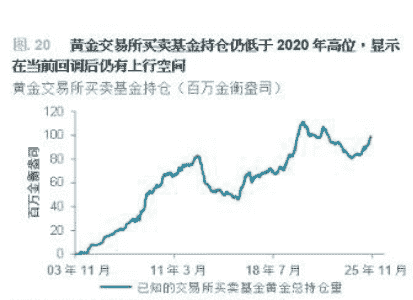 图. 20 黄金交易所买卖基金持仓仍低于 2020 年高位，显示
在当前回调后仍有上行空间
黄金交易所买卖基金持仓（百万金衡盎司）
百万金衡盎司
120
100
80
60
40
20
0
03 年 11 月 11 年 3 月 18 年 7 月 25 年 11 月
已知的交易所买卖基金黄金总持仓量